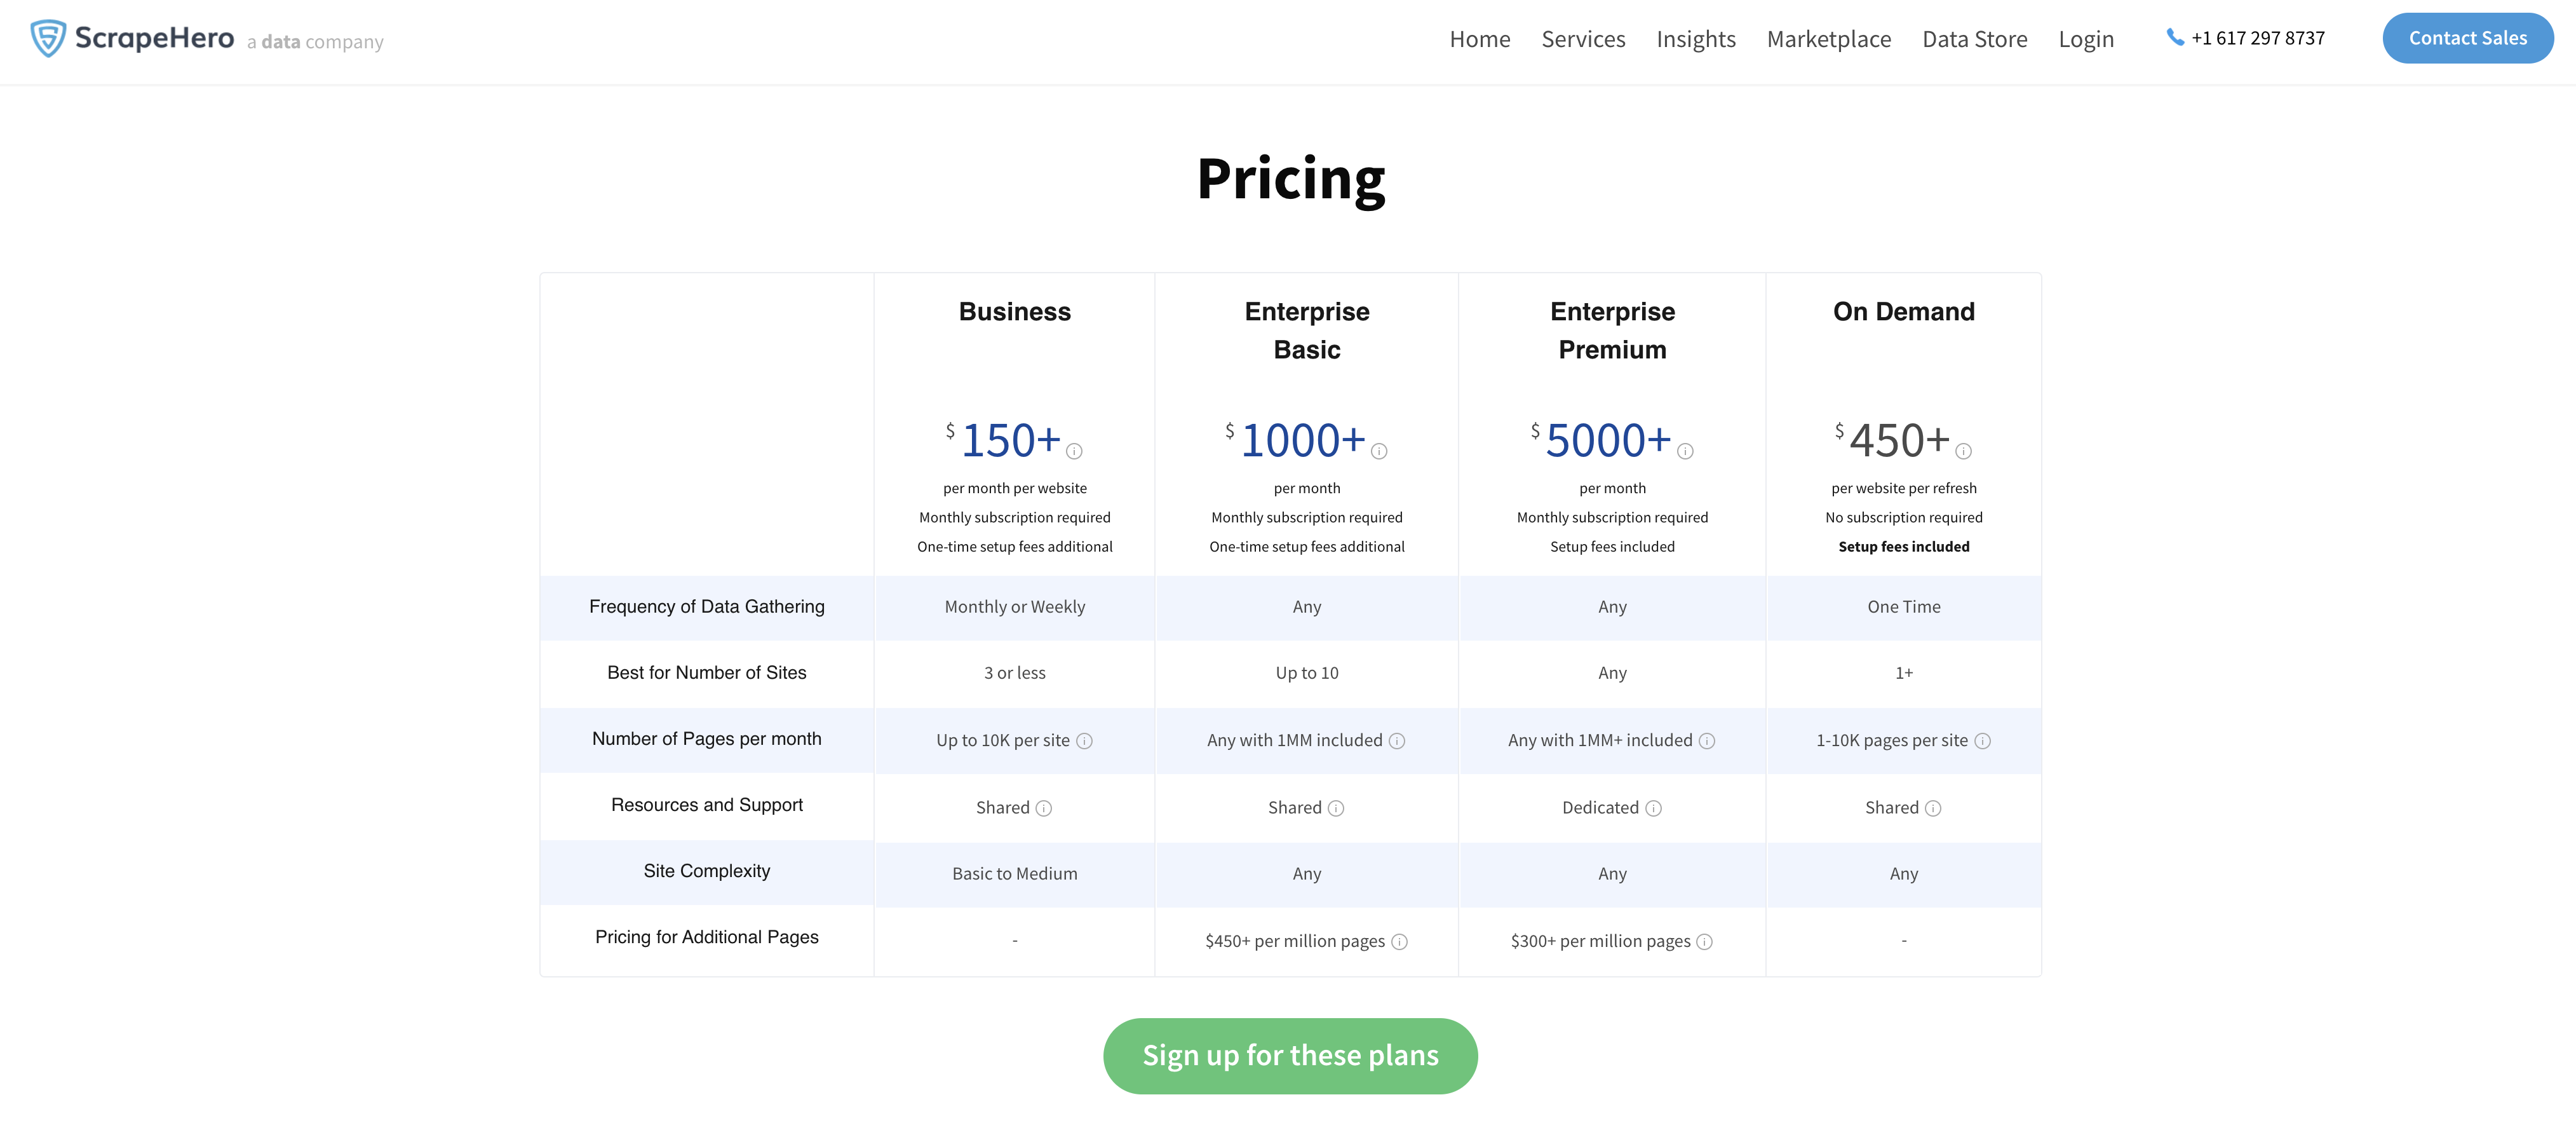 ScrapeHero a data company
Home Services Insights Marketplace Data Store Login +1 617 297 8737 Contact Sales
Pricing
Business
Enterprise
Basic
Enterprise
Premium
On Demand
$ 150+
per month per website
Monthly subscription required
One-time setup fees additional
$ 1000+
per month
Monthly subscription required
One-time setup fees additional
$ 5000+
per month
Monthly subscription required
Setup fees included
$ 450+
per website per refresh
No subscription required
Setup fees included
Frequency of Data Gathering Monthly or Weekly Any Any One Time
Best for Number of Sites 3 or less Up to 10 Any 1+
Number of Pages per month Up to 10K per site Any with 1MM included Any with 1MM+ included 1-10K pages per site
Resources and Support Shared Shared Dedicated Shared
Site Complexity Basic to Medium Any Any Any
Pricing for Additional Pages - $450+ per million pages $300+ per million pages -
Sign up for these plans